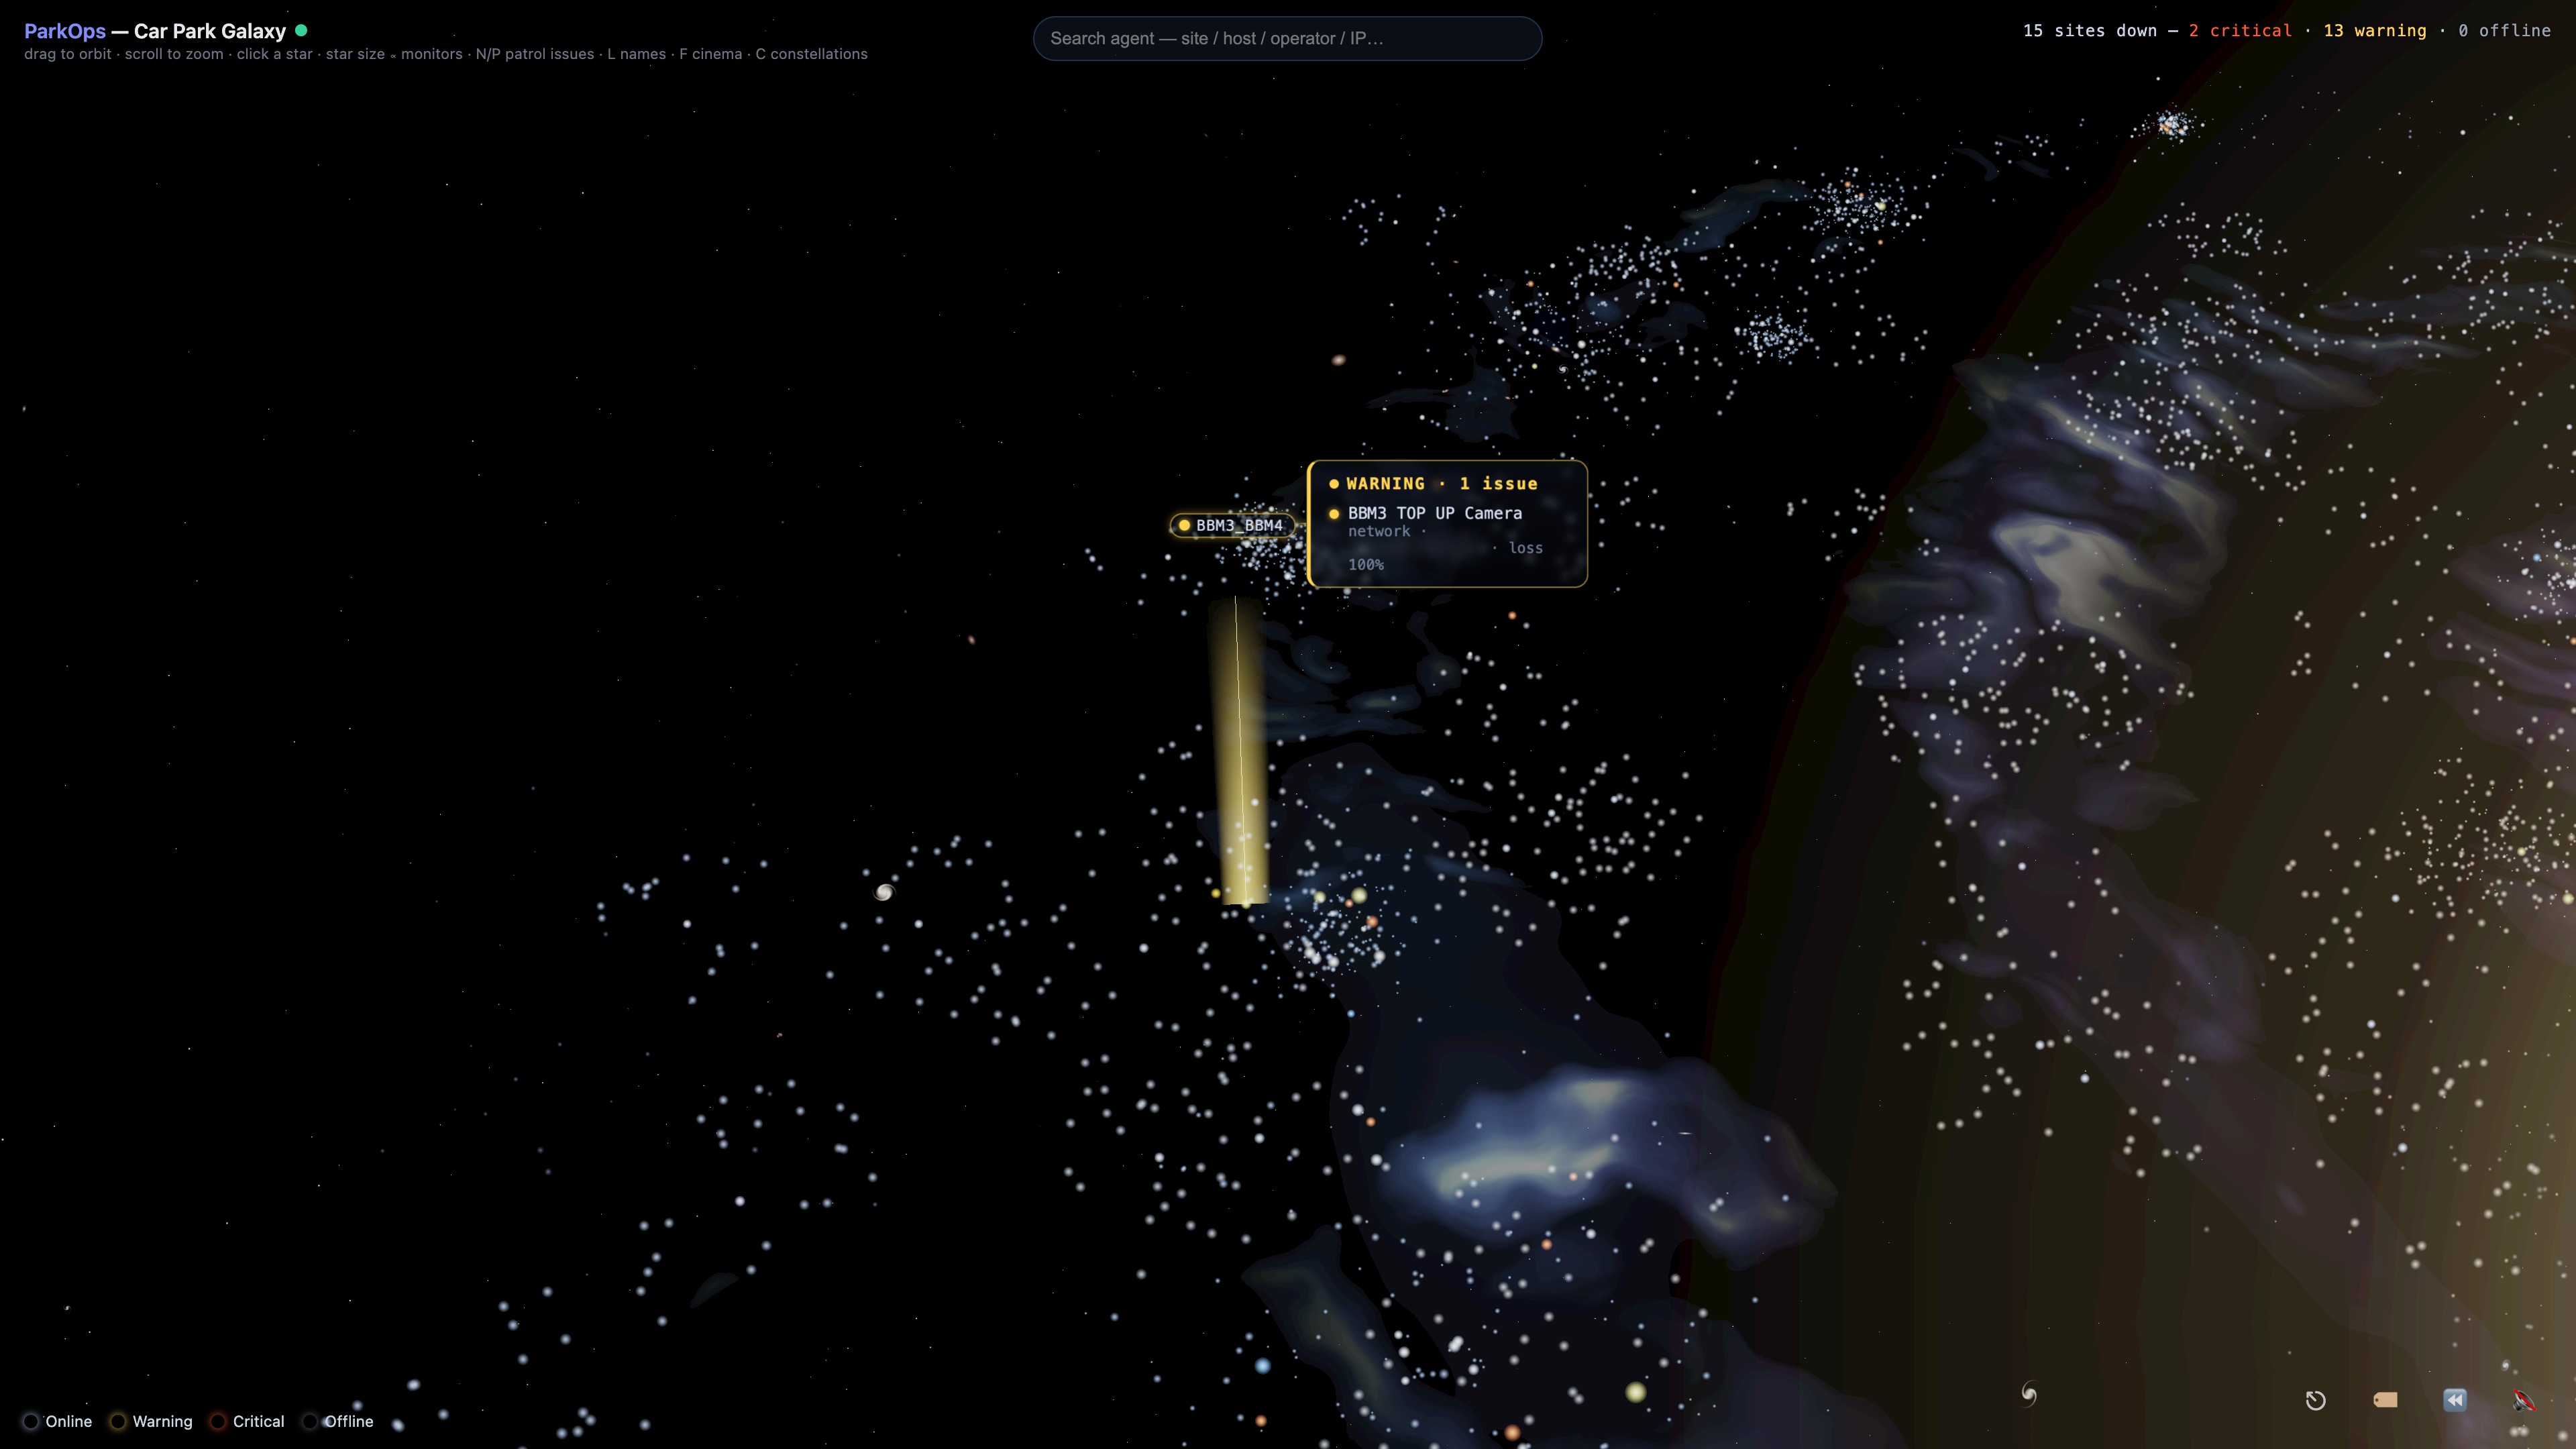 ParkOps — Car Park Galaxy
drag to orbit · scroll to zoom · click a star · star size ∝ monitors · N/P patrol issues · L names · F cinema · C constellations
Search agent — site / host / operator / IP…
15 sites down — 2 critical · 13 warning · 0 offline
WARNING · 1 issue
BBM3_BBM4
BBM3 TOP UP Camera
network ·
· loss
100%
Online Warning Critical Offline